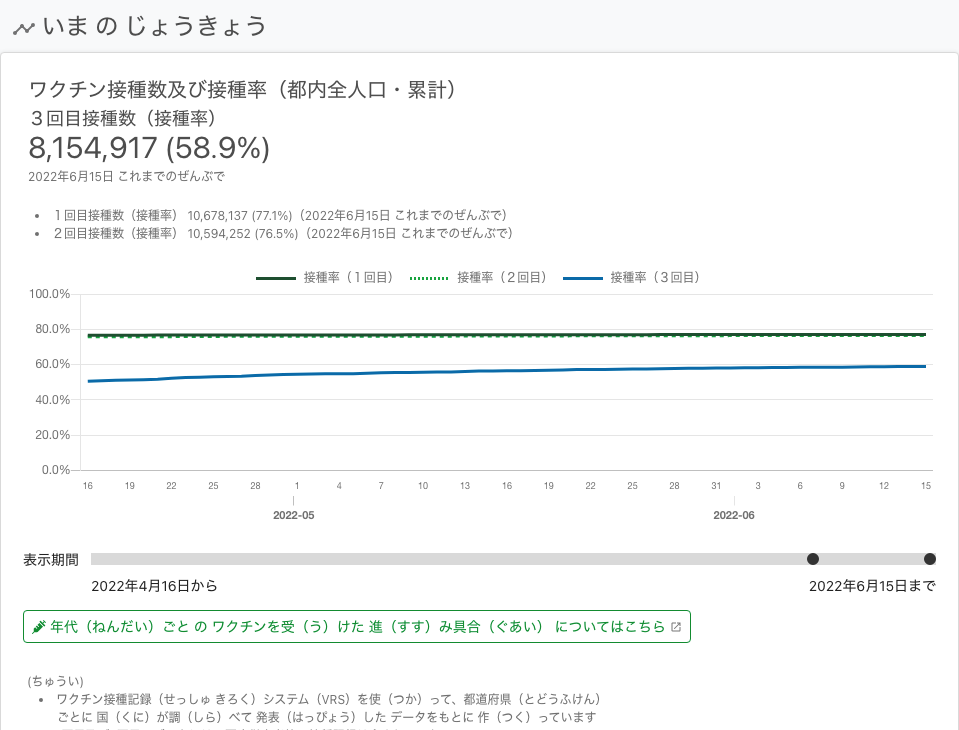 いま の じょうきょう
ワクチン接種数及び接種率（都内全人口・累計）
３回目接種数（接種率）
8,154,917 (58.9%)
2022年6月15日 これまでのぜんぶで
• １回目接種数（接種率） 10,678,137 (77.1%)（2022年6月15日 これまでのぜんぶで）
• ２回目接種数（接種率） 10,594,252 (76.5%)（2022年6月15日 これまでのぜんぶで）
接種率（１回目） 接種率（２回目） 接種率（３回目）
100.0%
80.0%
60.0%
40.0%
20.0%
0.0%
16 19 22 25 28 1 4 7 10 13 16 19 22 25 28 31 3 6 9 12 15
2022-05 2022-06
表示期間
2022年4月16日から 2022年6月15日まで
年代（ねんだい）ごと の ワクチンを受（う）けた 進（すす）み具合（ぐあい） についてはこちら
(ちゅうい)
• ワクチン接種記録（せっしゅ きろく）システム（VRS）を使（つか）って、都道府県（とどうふけん）
ごとに 国（くに）が調（しら）べて 発表（はっぴょう）した データをもとに 作（つく）っています